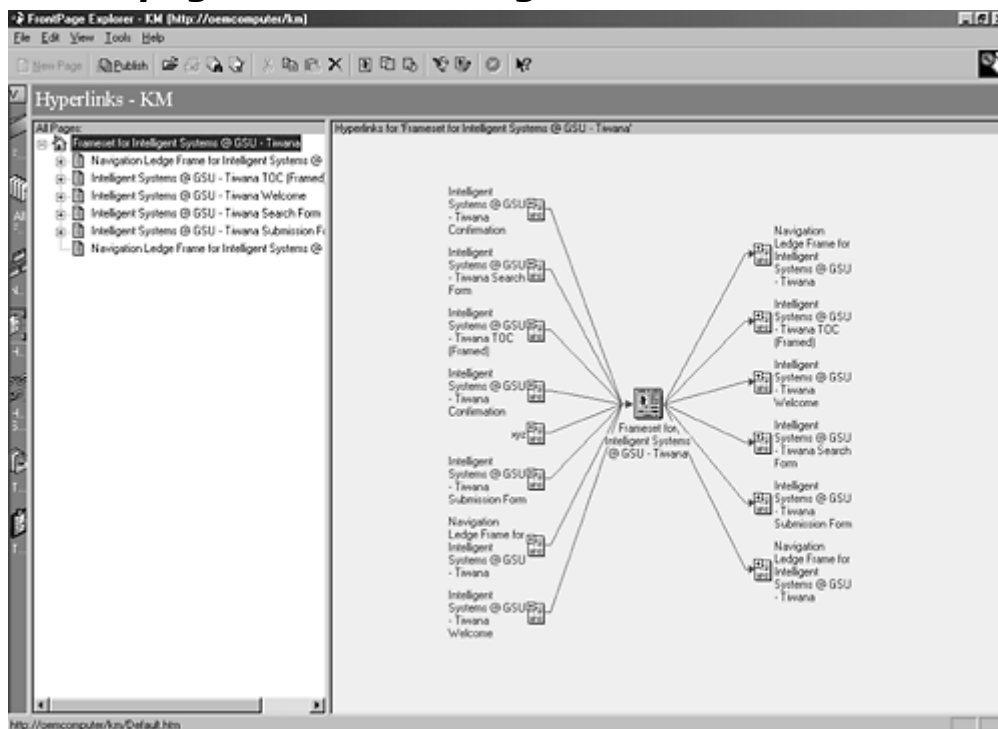 FrontPage Explorer - KM (http://oemcomputer/km)
File Edit View Tools Help
New Page Publish
Hyperlinks - KM
All Pages:
Frameset for Intelligent Systems @ GSU - Tiwana
Navigation Ledge Frame for Intelligent Systems @
Intelligent Systems @ GSU - Tiwana TOC (Framed
Intelligent Systems @ GSU - Tiwana Welcome
Intelligent Systems @ GSU - Tiwana Search Form
Intelligent Systems @ GSU - Tiwana Submission F
Navigation Ledge Frame for Intelligent Systems @
Hyperlinks for 'Frameset for Intelligent Systems @ GSU - Tiwana'
Intelligent
Systems @ GSU
- Tiwana
Confirmation
Intelligent
Systems @ GSU
- Tiwana Search
Form
Intelligent
Systems @ GSU
- Tiwana TOC
(Framed)
Intelligent
Systems @ GSU
- Tiwana
Confirmation
xyz
Intelligent
Systems @ GSU
- Tiwana
Submission Form
Navigation
Ledge Frame for
Intelligent
Systems @ GSU
- Tiwana
Intelligent
Systems @ GSU
- Tiwana
Welcome
Frameset for
Intelligent Systems
@ GSU - Tiwana
Navigation
Ledge Frame for
Intelligent
Systems @ GSU
- Tiwana
Intelligent
Systems @ GSU
- Tiwana TOC
(Framed)
Intelligent
Systems @ GSU
- Tiwana
Welcome
Intelligent
Systems @ GSU
- Tiwana Search
Form
Intelligent
Systems @ GSU
- Tiwana
Submission Form
Navigation
Ledge Frame for
Intelligent
Systems @ GSU
- Tiwana
http://oemcomputer/km/Default.htm